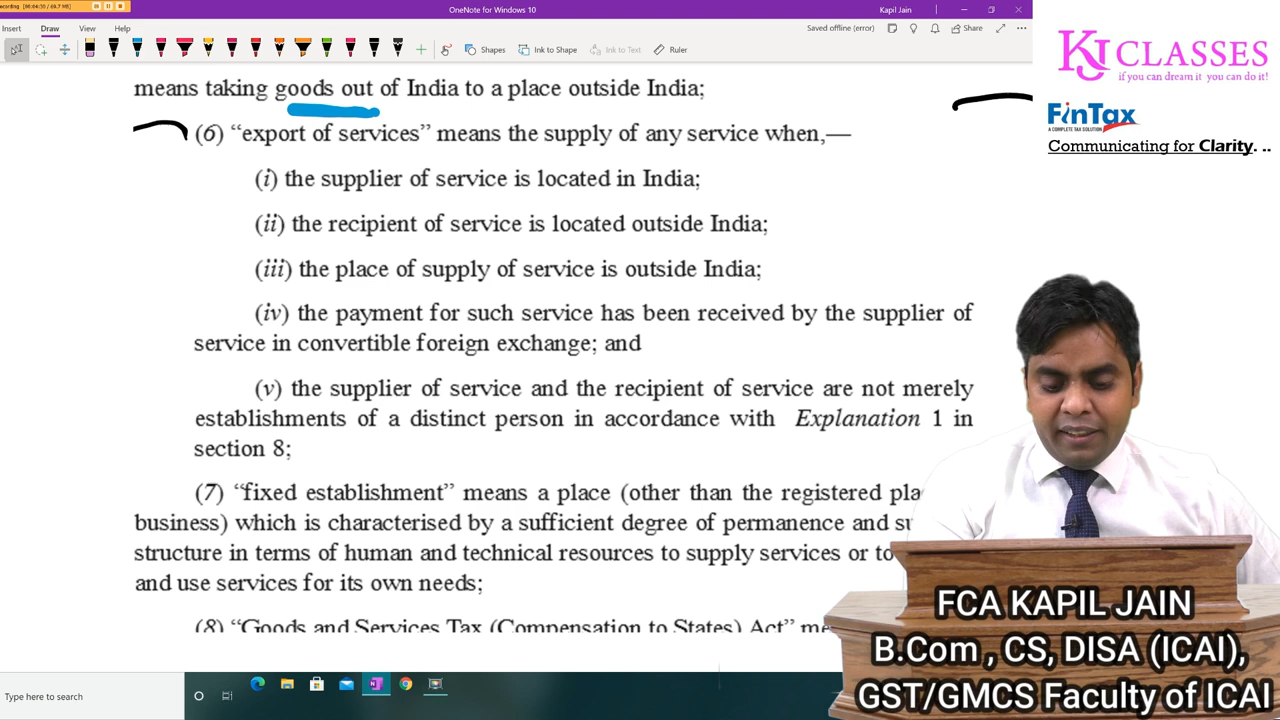 OneNote for Windows 10
Kapil Jain
Insert
Draw
View
Help
Shapes
Ink to Shape
Ink to Text
Ruler
Saved offline (error)
Share
means taking goods out of India to a place outside India;
(6) “export of services” means the supply of any service when,—
(i) the supplier of service is located in India;
(ii) the recipient of service is located outside India;
(iii) the place of supply of service is outside India;
(iv) the payment for such service has been received by the supplier of
service in convertible foreign exchange; and
(v) the supplier of service and the recipient of service are not merely
establishments of a distinct person in accordance with Explanation 1 in
section 8;
(7) “fixed establishment” means a place (other than the registered
business) which is characterised by a sufficient degree of permanence and
structure in terms of human and technical resources to supply services or to
and use services for its own needs;
(8) “Goods and Services Tax (Compensation to States) Act”
Type here to search
KJ CLASSES
if you can dream it you can do it!
FinTax
A COMPLETE TAX SOLUTION
Communicating for Clarity. ..
FCA KAPIL JAIN
B.Com , CS, DISA (ICAI),
GST/GMCS Faculty of ICAI